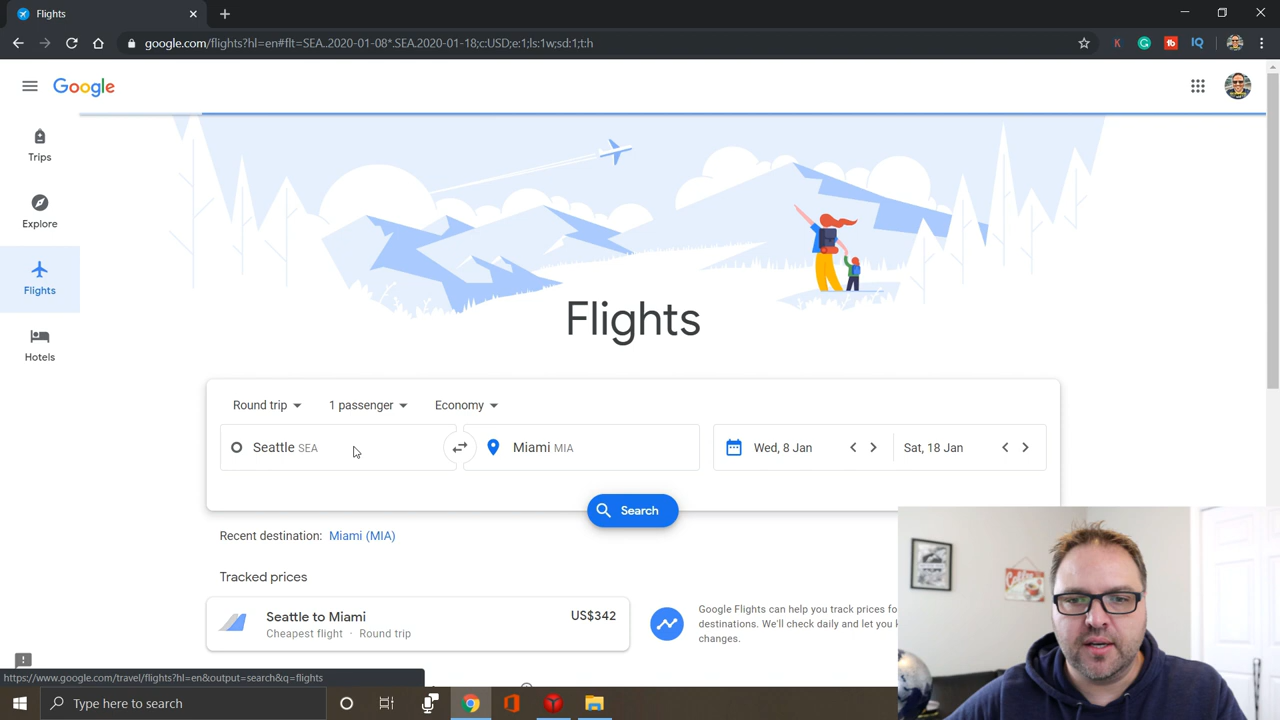 Flights
google.com/flights?hl=en#flt=SEA..2020-01-08*.SEA.2020-01-18;c:USD;e:1;ls:1w;sd:1;t:h
Google
Trips
Explore
Flights
Hotels
Flights
Round trip 1 passenger Economy
Seattle SEA Miami MIA Wed, 8 Jan Sat, 18 Jan
Search
Recent destination: Miami (MIA)
Tracked prices
Seattle to Miami US$342
Cheapest flight · Round trip
Google Flights can help you track prices fo
destinations. We'll check daily and let you k
changes.
https://www.google.com/travel/flights?hl=en&output=search&q=flights
Type here to search